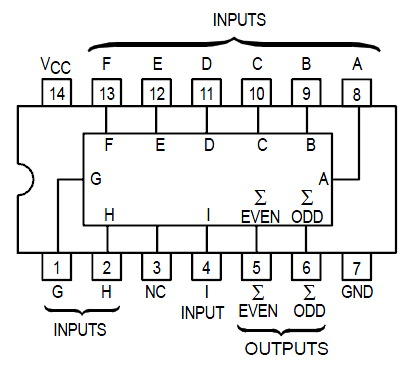 INPUTS
VCC F E D C B A
14 13 12 11 10 9 8
F E D C B
G A
Σ Σ
H I EVEN ODD
1 2 3 4 5 6 7
G H NC I Σ Σ GND
INPUTS INPUT EVEN ODD
OUTPUTS